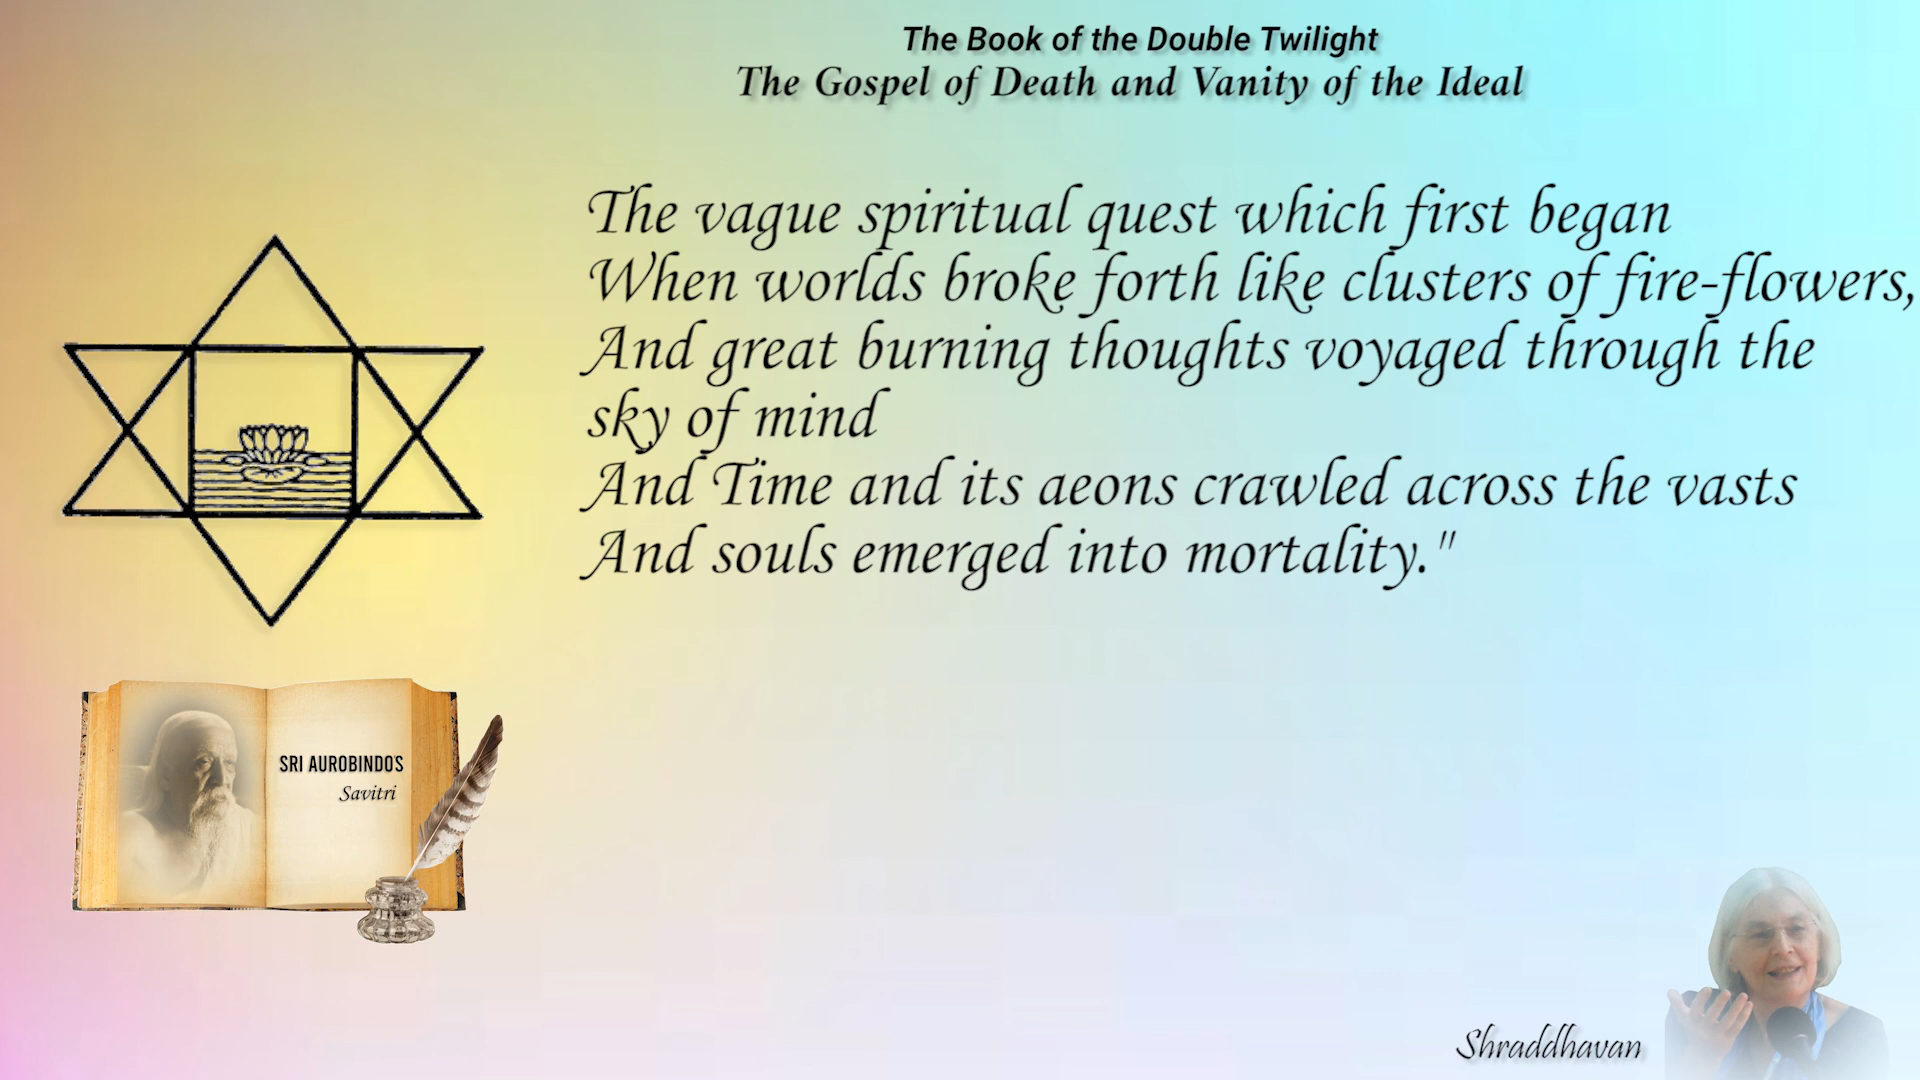 The Book of the Double Twilight
The Gospel of Death and Vanity of the Ideal
The vague spiritual quest which first began
When worlds broke forth like clusters of fire-flowers,
And great burning thoughts voyaged through the
sky of mind
And Time and its aeons crawled across the vasts
And souls emerged into mortality."
SRI AUROBINDO'S
Savitri
Shraddhavan